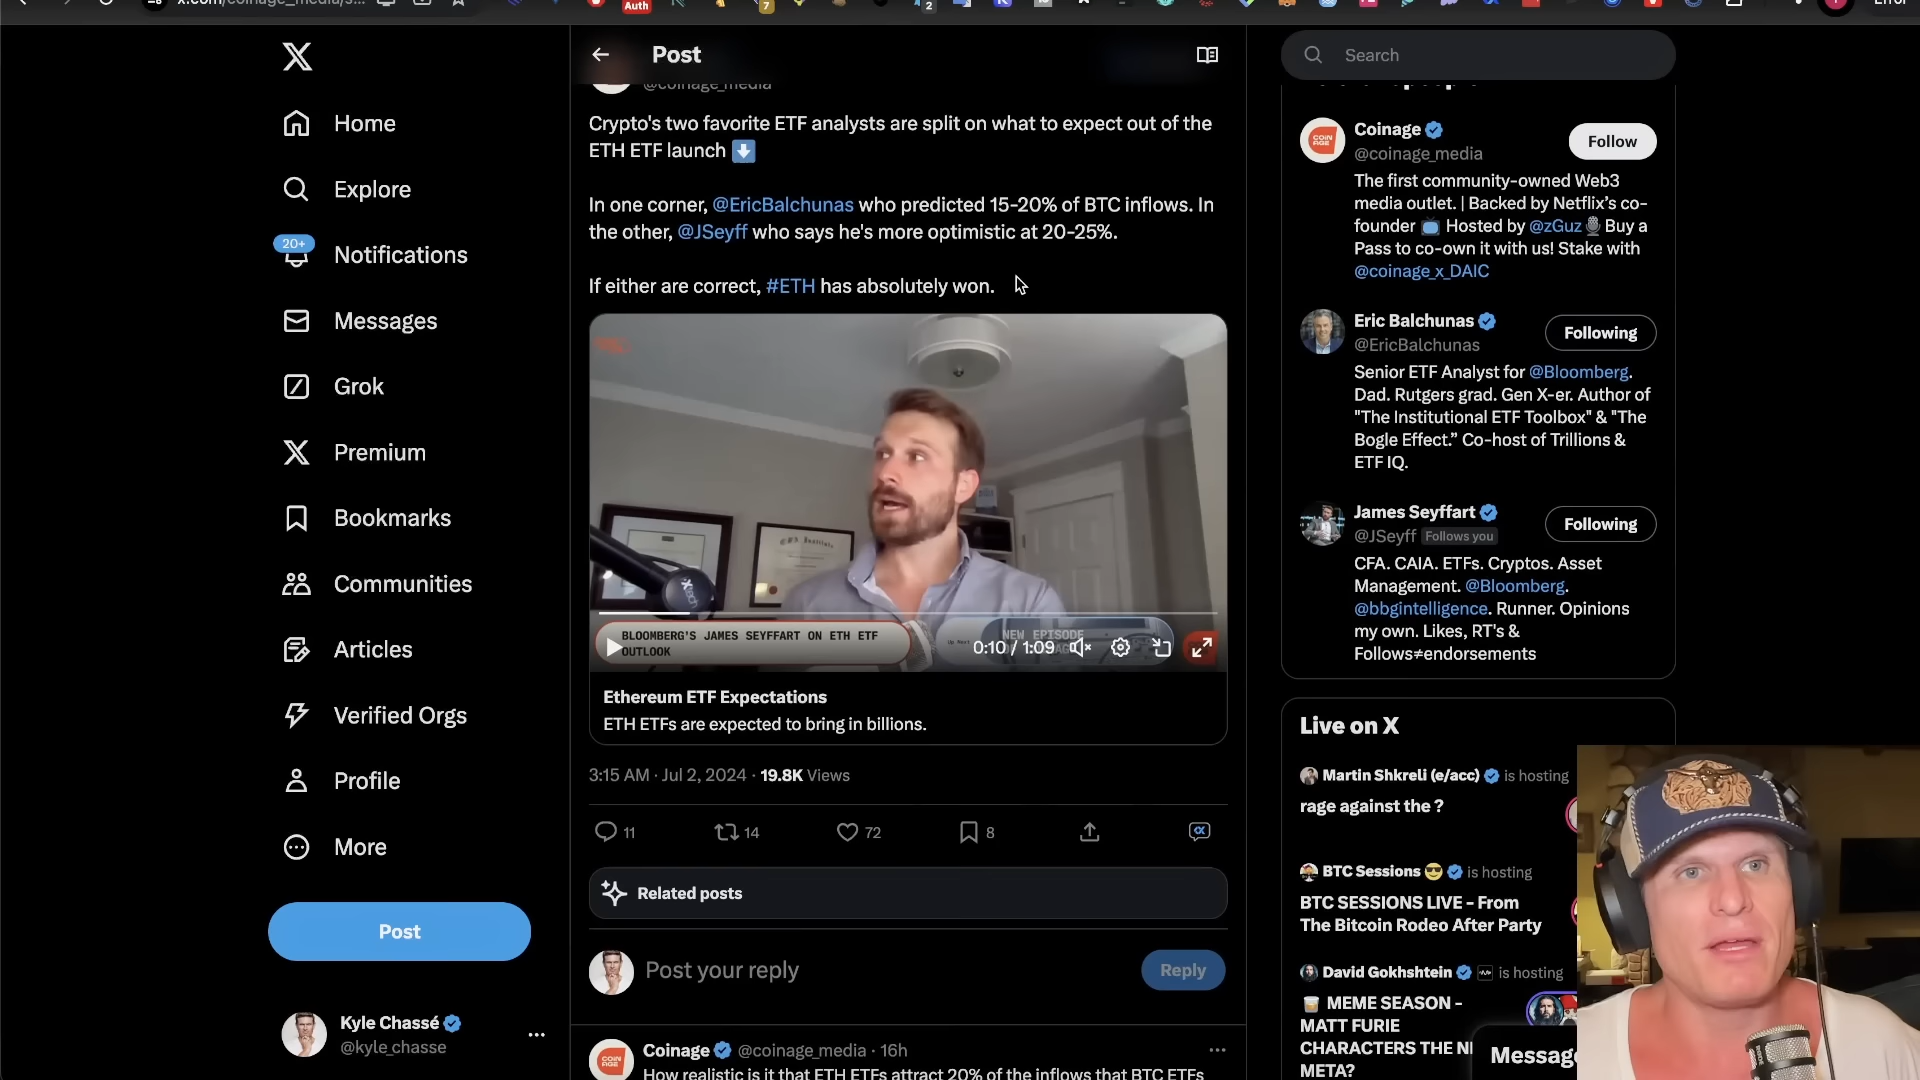 x.com/coinage_media/s...
Auth
7
2
Error
Home
Explore
20+
Notifications
Messages
Grok
Premium
Bookmarks
Communities
Articles
Verified Orgs
Profile
More
Post
Kyle Chassé
@kyle_chasse
Post
@coinage_media
Crypto's two favorite ETF analysts are split on what to expect out of the
ETH ETF launch
In one corner, @EricBalchunas who predicted 15-20% of BTC inflows. In
the other, @JSeyff who says he's more optimistic at 20-25%.
If either are correct, #ETH has absolutely won.
BLOOMBERG'S JAMES SEYFFART ON ETH ETF
OUTLOOK
NEW EPISODE
0:10 / 1:09
Ethereum ETF Expectations
ETH ETFs are expected to bring in billions.
3:15 AM · Jul 2, 2024 · 19.8K Views
11
14
72
8
Related posts
Post your reply
Reply
Coinage @coinage_media · 16h
How realistic is it that ETH ETFs attract 20% of the inflows that BTC ETFs
Search
COIN
AGE
Coinage
@coinage_media
Follow
The first community-owned Web3
media outlet. | Backed by Netflix's co-
founder Hosted by @zGuz Buy a
Pass to co-own it with us! Stake with
@coinage_x_DAIC
Eric Balchunas
@EricBalchunas
Following
Senior ETF Analyst for @Bloomberg.
Dad. Rutgers grad. Gen X-er. Author of
"The Institutional ETF Toolbox" & "The
Bogle Effect." Co-host of Trillions &
ETF IQ.
James Seyffart
@JSeyff Follows you
Following
CFA. CAIA. ETFs. Cryptos. Asset
Management. @Bloomberg.
@bbgintelligence. Runner. Opinions
my own. Likes, RT's &
Follows≠endorsements
Live on X
Martin Shkreli (e/acc) is hosting
rage against the ?
BTC Sessions is hosting
BTC SESSIONS LIVE - From
The Bitcoin Rodeo After Party
David Gokhshtein is hosting
MEME SEASON -
MATT FURIE
CHARACTERS THE
META?